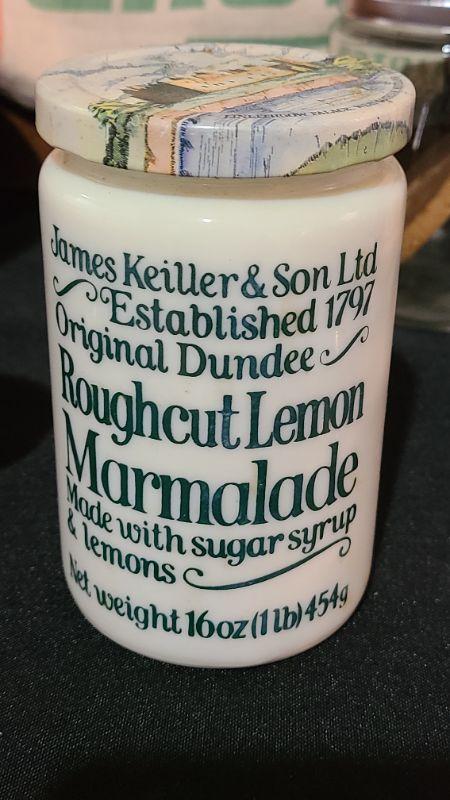 James Keiller & Son Ltd
Established 1797
Original Dundee
Roughcut Lemon
Marmalade
Made with sugar syrup
& lemons
Net weight 16oz (1lb) 454g